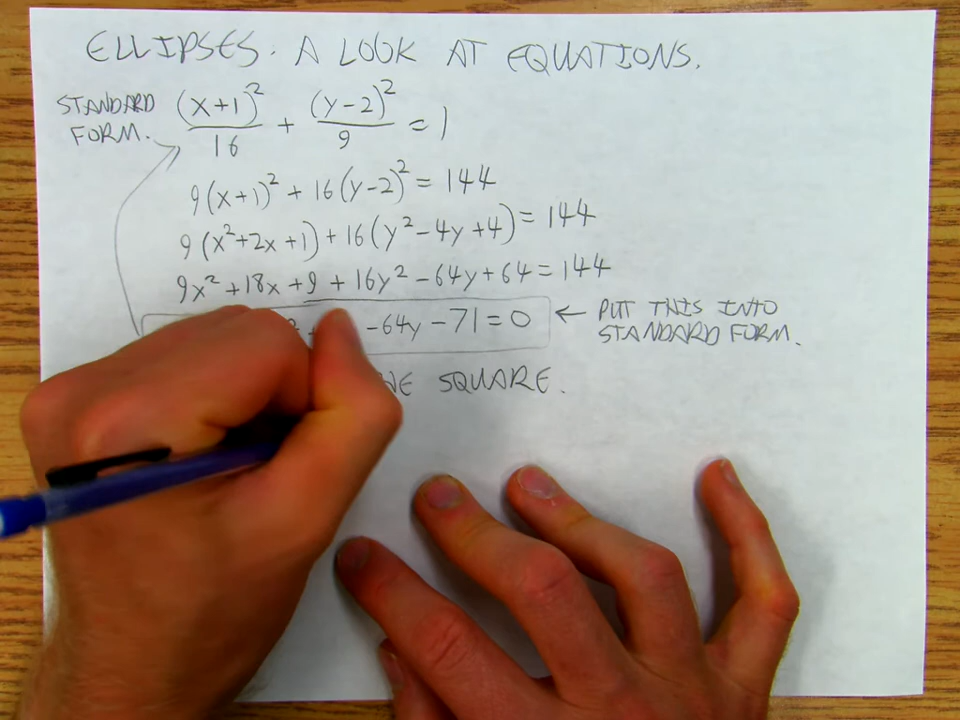 ELLIPSES. A LOOK AT EQUATIONS.
STANDARD FORM.
(x+1)²/16 + (y-2)²/9 = 1
9(x+1)² + 16(y-2)² = 144
9(x²+2x+1) + 16(y²-4y+4) = 144
9x²+18x+9+16y²-64y+64=144
-64y-71=0
← PUT THIS INTO
STANDARD FORM.
SQUARE.